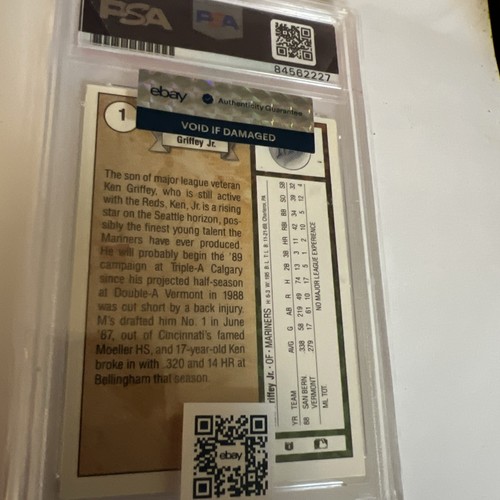 PSA
PSA
84562227
ebay Authenticity Guarantee
VOID IF DAMAGED
1
Griffey Jr.
The son of major league veteran
Ken Griffey, who is still active
with the Reds, Ken, Jr. is a rising
star on the Seattle horizon, pos-
sibly the finest young talent the
Mariners have ever produced.
He will probably begin the '89
campaign at Triple-A Calgary
since his projected half-season
at Double-A Vermont in 1988
was cut short by a back injury.
M's drafted him No. 1 in June
'87, out of Cincinnati's famed
Moeller HS, and 17-year-old Ken
broke in with .320 and 14 HR at
Bellingham that season.
riffey Jr. · OF · MARINERS
YR TEAM AVG G AB R H 2B 3B HR RBI BB SO SB
88 SAN BERN. .338 58 219 49 74 13 3 11 42 34 39 32
VERMONT .279 17 61 10 17 5 1 2 10 5 12 4
ML TOT. NO MAJOR LEAGUE EXPERIENCE
ebay